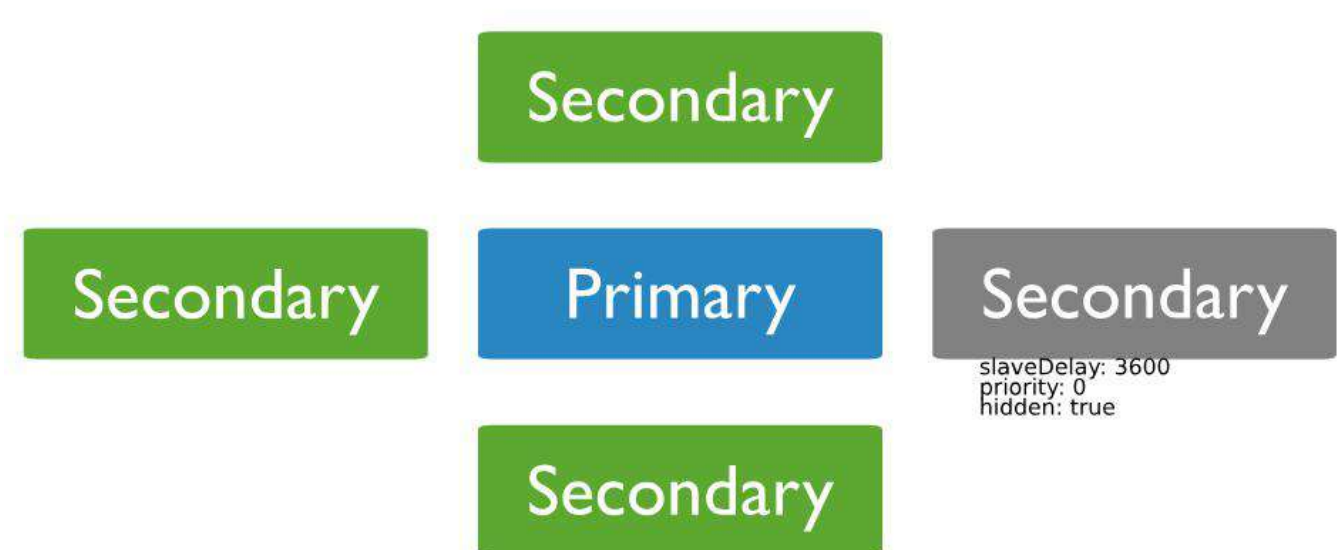 Secondary
Secondary
Primary
Secondary
slaveDelay: 3600
priority: 0
hidden: true
Secondary